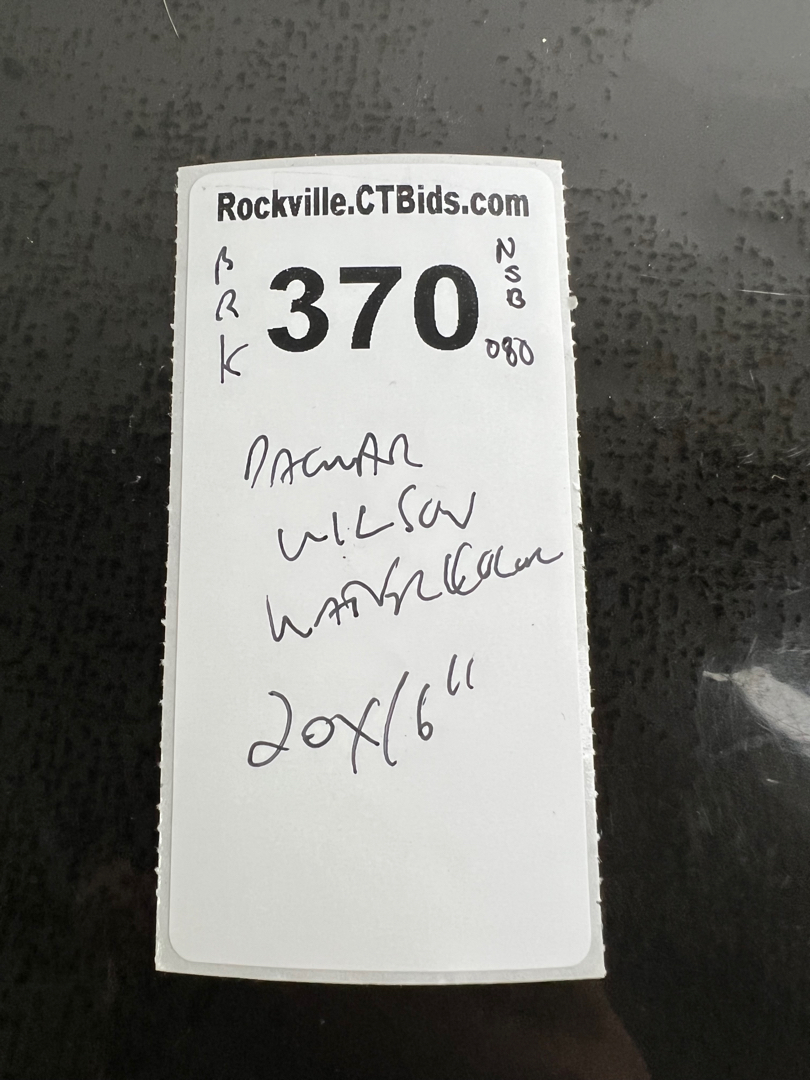 Rockville.CTBids.com
B
R
K
370
N
S
B
080
DAGMAR
WILSON
WATERCOLOR
20X16"